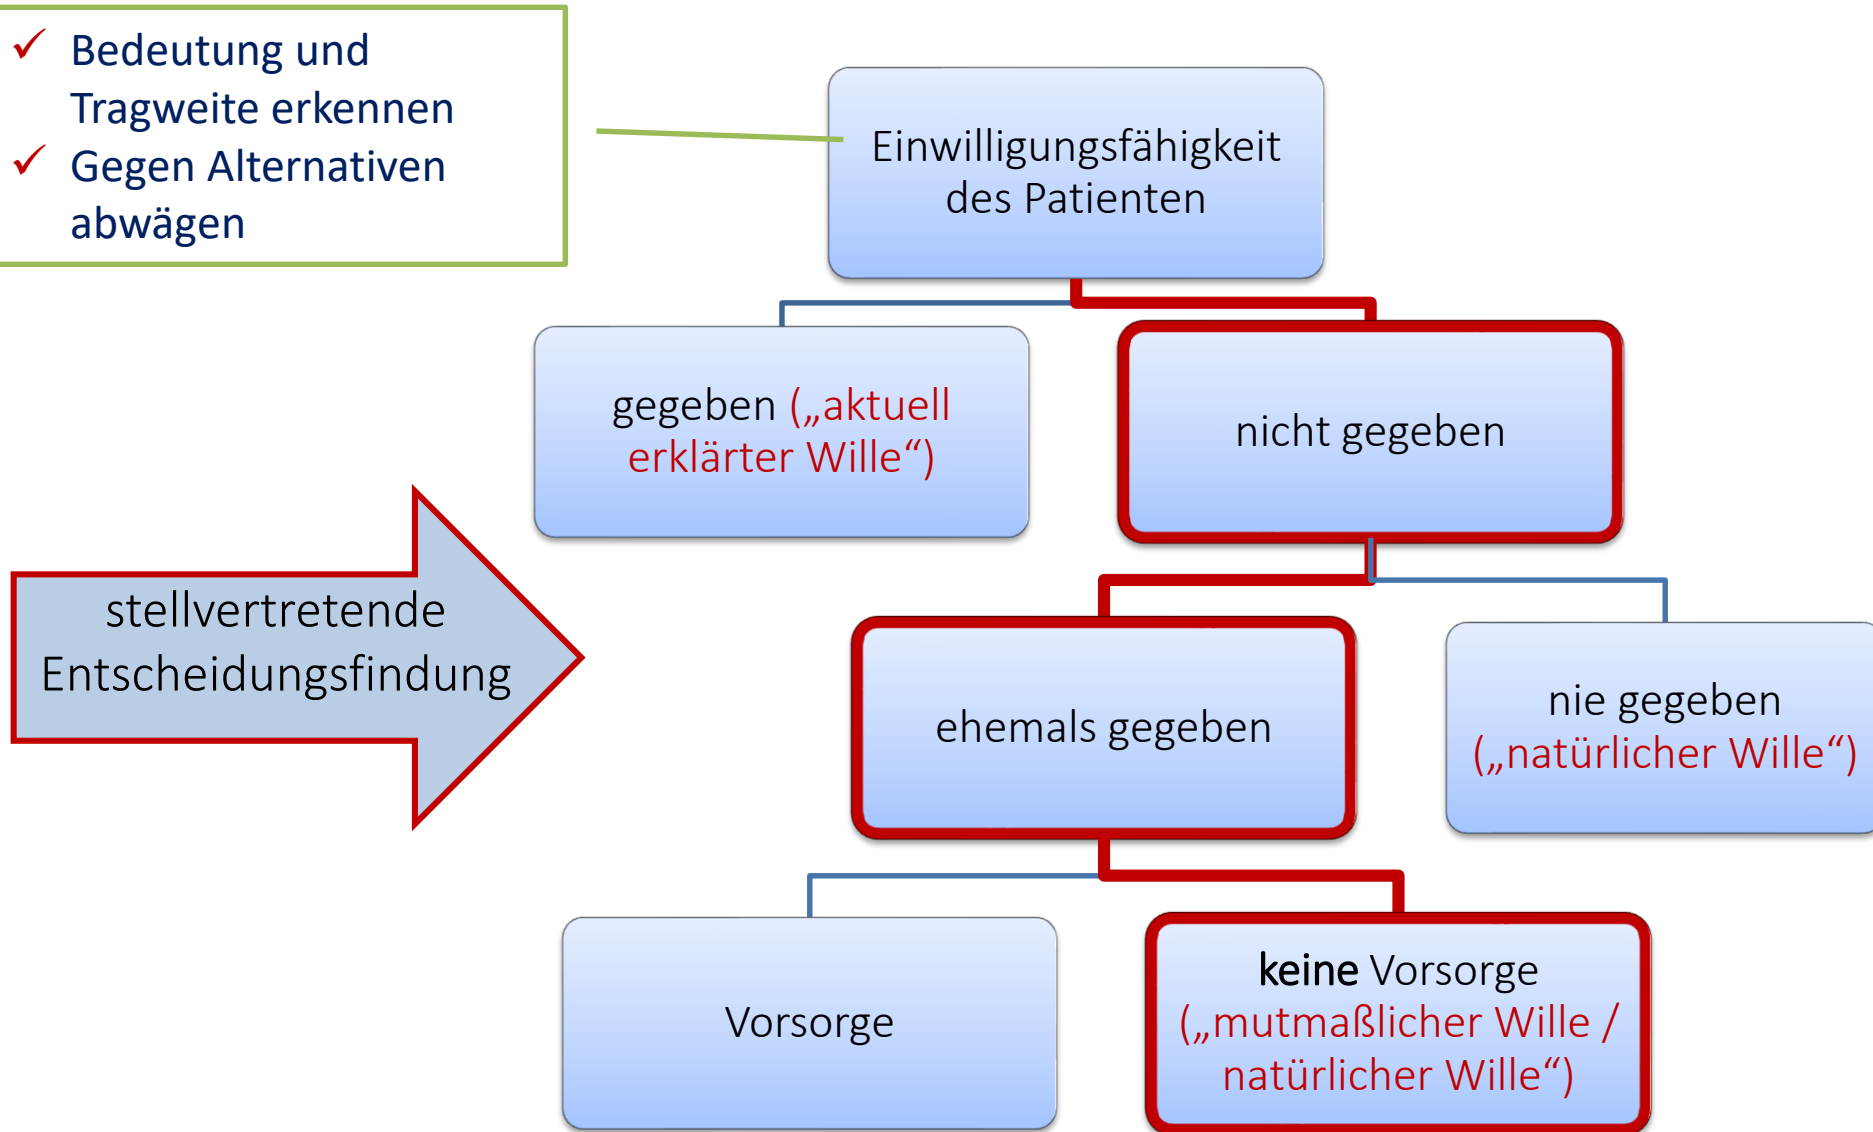 ✓ Bedeutung und
Tragweite erkennen
✓ Gegen Alternativen
abwägen
Einwilligungsfähigkeit
des Patienten
gegeben („aktuell
erklärter Wille“)
nicht gegeben
stellvertretende
Entscheidungsfindung
ehemals gegeben
nie gegeben
(„natürlicher Wille“)
Vorsorge
keine Vorsorge
(„mutmaßlicher Wille /
natürlicher Wille“)